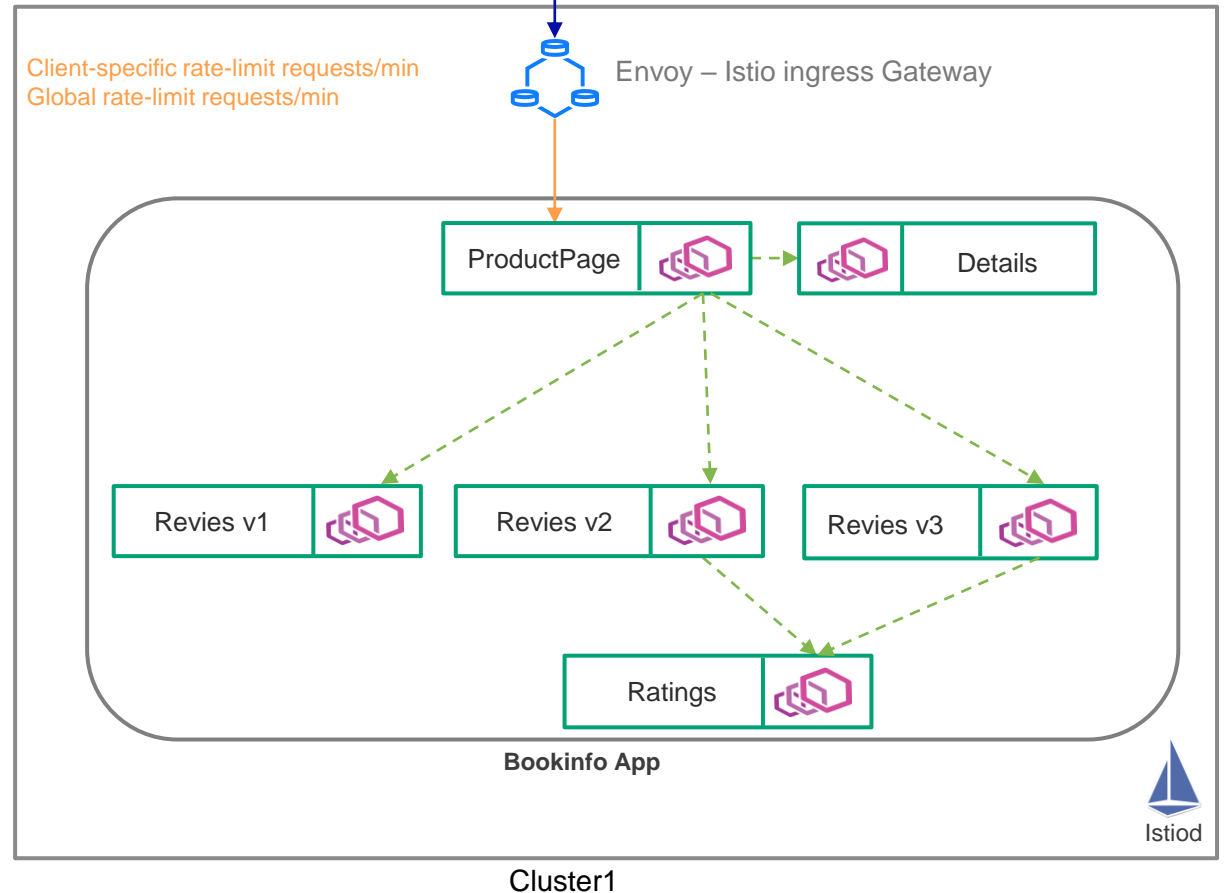 Client-specific rate-limit requests/min
Global rate-limit requests/min
Envoy – Istio ingress Gateway
ProductPage
Details
Revies v1
Revies v2
Revies v3
Ratings
Bookinfo App
Istiod
Cluster1